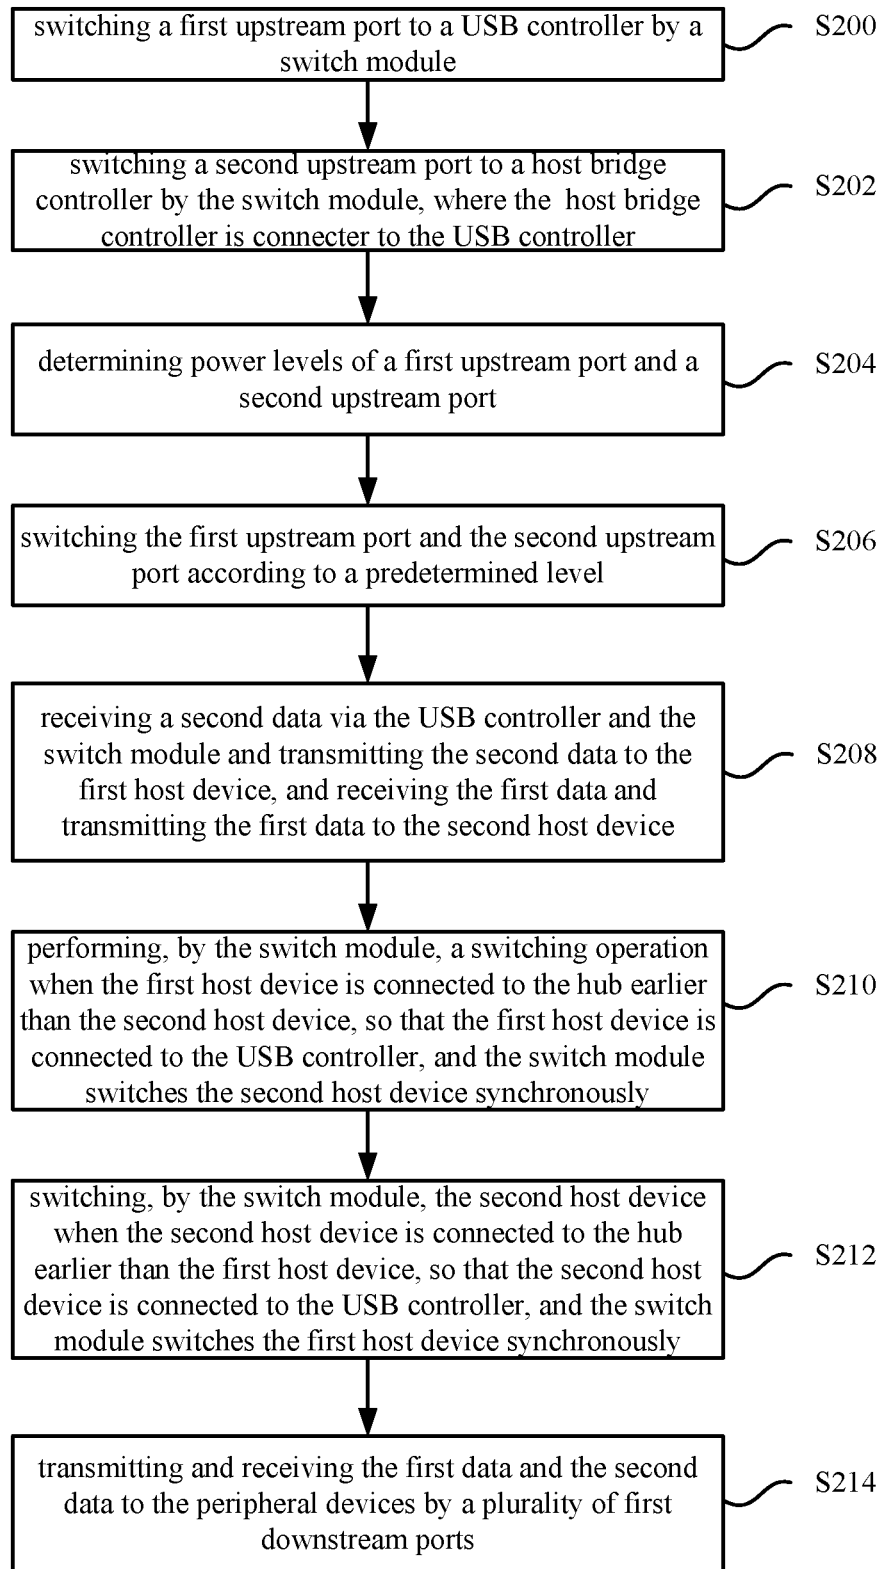 switching a first upstream port to a USB controller by a
switch module
S200
switching a second upstream port to a host bridge
controller by the switch module, where the host bridge
controller is connecter to the USB controller
S202
determining power levels of a first upstream port and a
second upstream port
S204
switching the first upstream port and the second upstream
port according to a predetermined level
S206
receiving a second data via the USB controller and the
switch module and transmitting the second data to the
first host device, and receiving the first data and
transmitting the first data to the second host device
S208
performing, by the switch module, a switching operation
when the first host device is connected to the hub earlier
than the second host device, so that the first host device is
connected to the USB controller, and the switch module
switches the second host device synchronously
S210
switching, by the switch module, the second host device
when the second host device is connected to the hub
earlier than the first host device, so that the second host
device is connected to the USB controller, and the switch
module switches the first host device synchronously
S212
transmitting and receiving the first data and the second
data to the peripheral devices by a plurality of first
downstream ports
S214